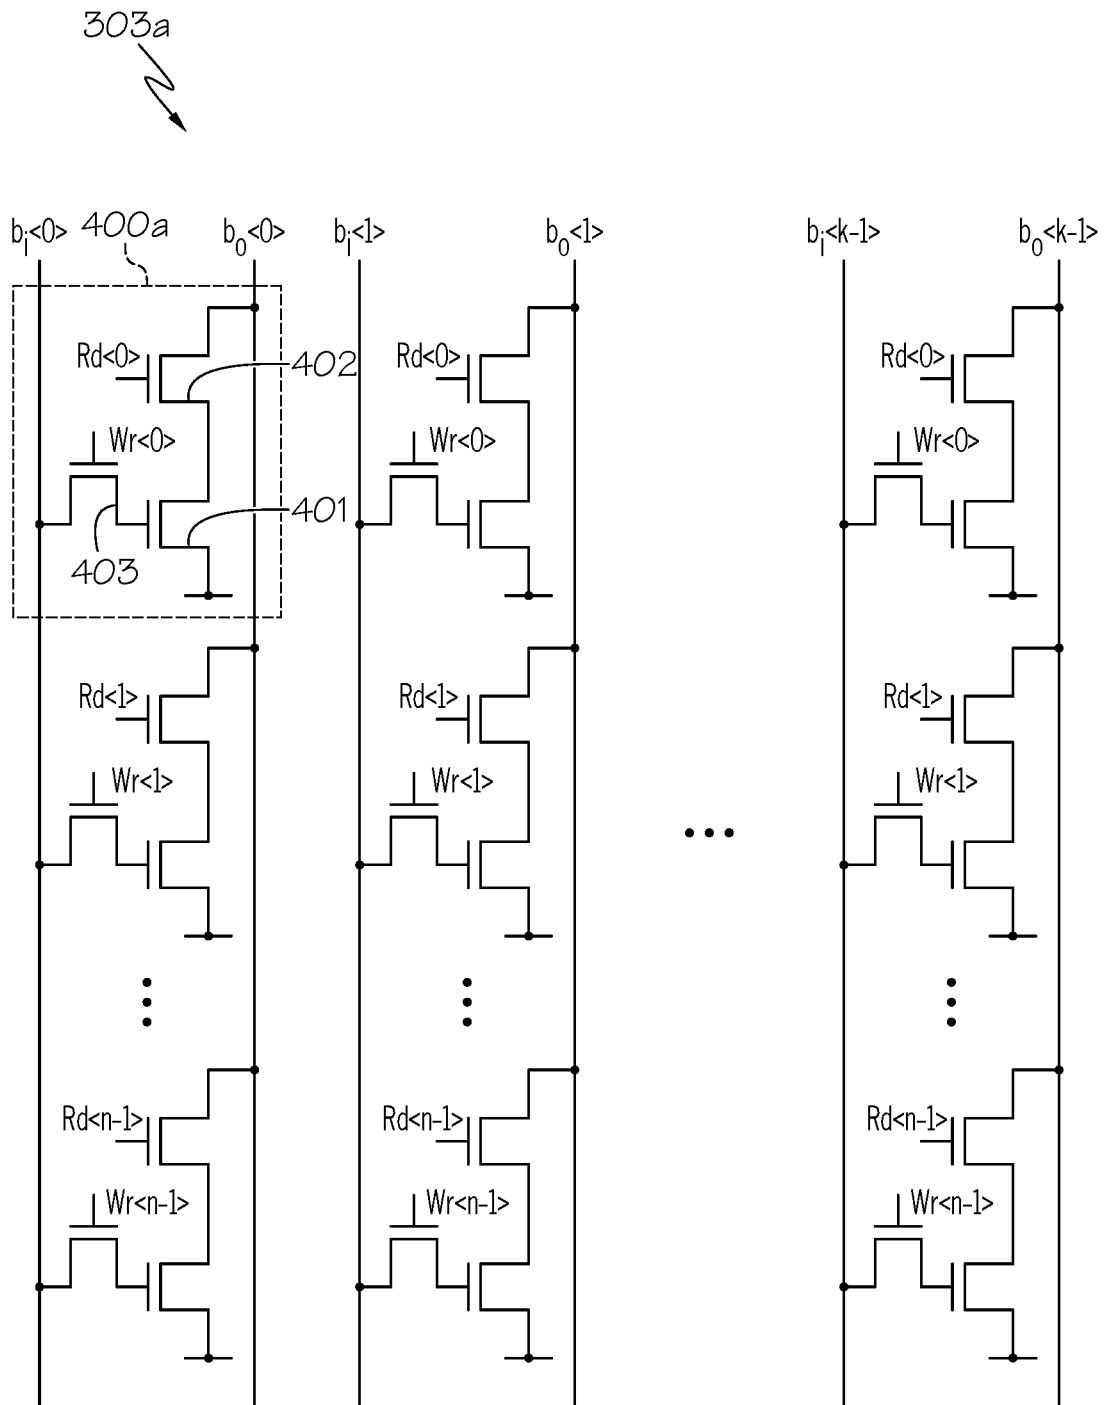 303a
bi<0> 400a bo<0> bi<1> bo<1> bi<k-1> bo<k-1>
Rd<0> 402 Rd<0> Rd<0>
Wr<0> Wr<0> Wr<0>
401
403
Rd<1> Rd<1> Rd<1>
Wr<1> Wr<1> Wr<1>
Rd<n-1> Rd<n-1> Rd<n-1>
Wr<n-1> Wr<n-1> Wr<n-1>